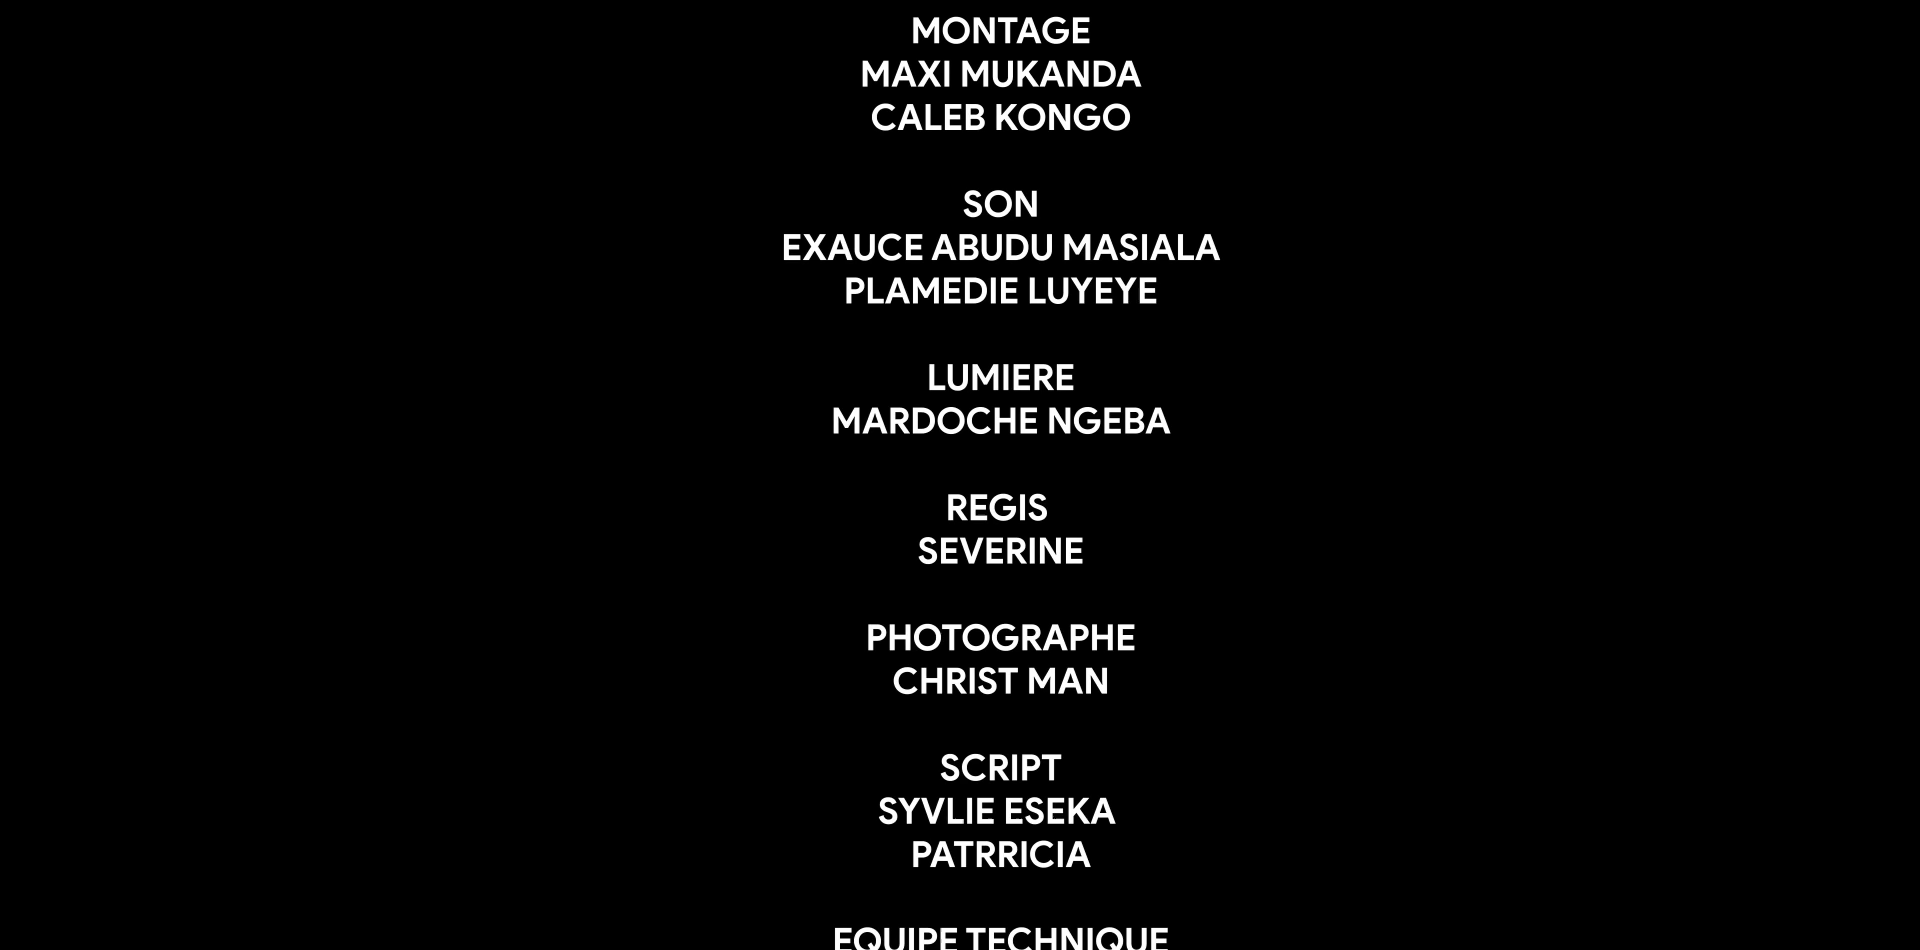 MONTAGE
MAXI MUKANDA
CALEB KONGO
SON
EXAUCE ABUDU MASIALA
PLAMEDIE LUYEYE
LUMIERE
MARDOCHE NGEBA
REGIS
SEVERINE
PHOTOGRAPHE
CHRIST MAN
SCRIPT
SYVLIE ESEKA
PATRRICIA
EQUIPE TECHNIQUE